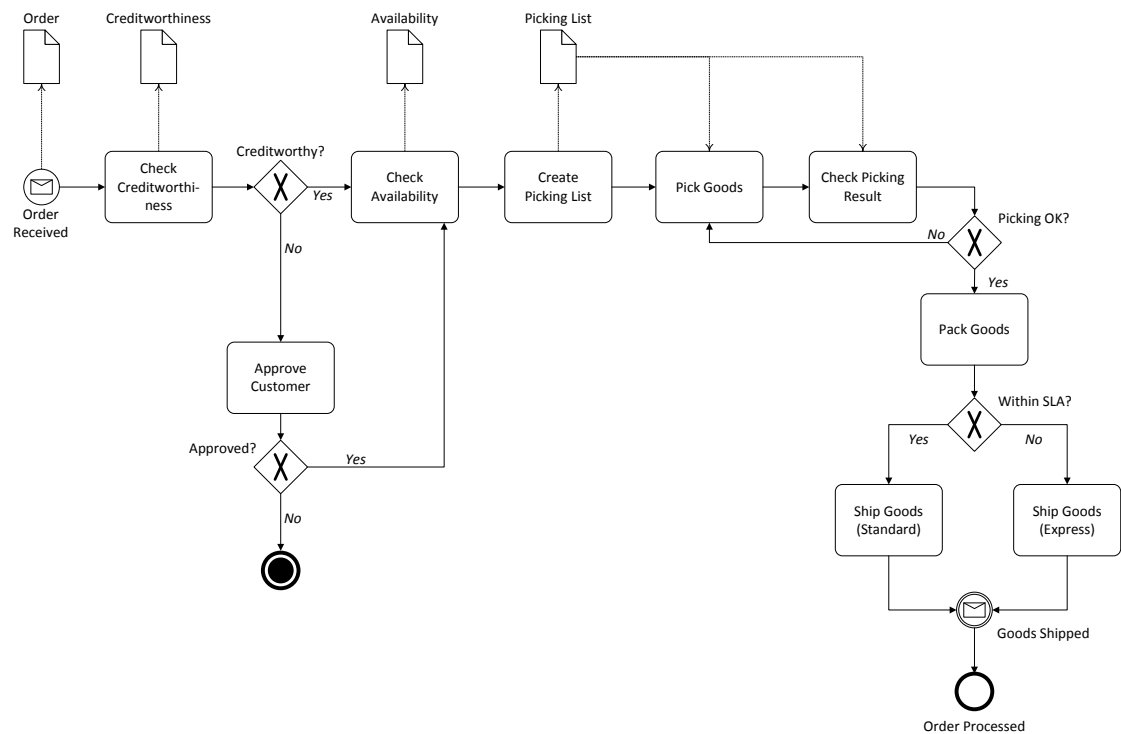 Order
Creditworthiness
Availability
Picking List
Creditworthy?
Check
Creditworthi-
ness
Yes
Check
Availability
Create
Picking List
Pick Goods
Check Picking
Result
Order
Received
No
Picking OK?
No
Yes
Pack Goods
Approve
Customer
Within SLA?
Yes
No
Approved?
Yes
No
Ship Goods
(Standard)
Ship Goods
(Express)
Goods Shipped
Order Processed